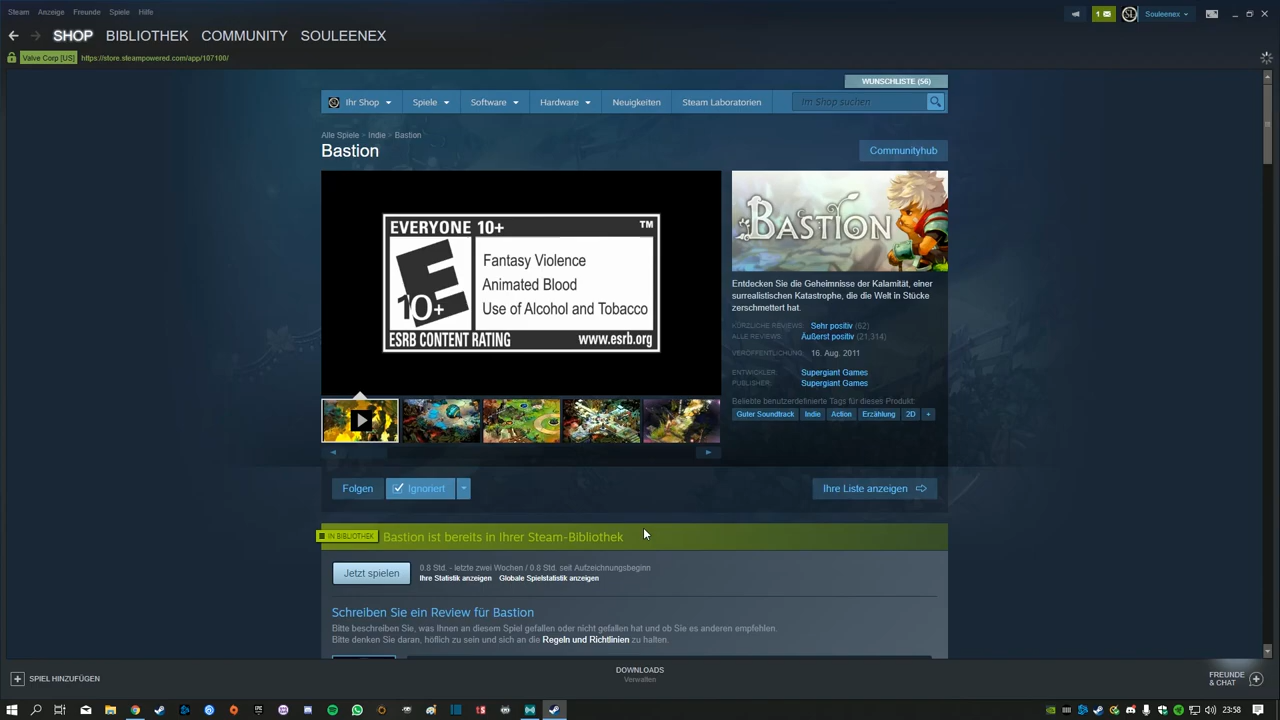 Steam Anzeige Freunde Spiele Hilfe
1 Souleenex
SHOP BIBLIOTHEK COMMUNITY SOULEENEX
Valve Corp [US] https://store.steampowered.com/app/107100/
WUNSCHLISTE (56)
Ihr Shop Spiele Software Hardware Neuigkeiten Steam Laboratorien Im Shop suchen
Alle Spiele > Indie > Bastion
Bastion
Communityhub
EVERYONE 10+ TM
E
10+
Fantasy Violence
Animated Blood
Use of Alcohol and Tobacco
ESRB CONTENT RATING www.esrb.org
BASTION
Entdecken Sie die Geheimnisse der Kalamität, einer
surrealistischen Katastrophe, die die Welt in Stücke
zerschmettert hat.
KÜRZLICHE REVIEWS: Sehr positiv (62)
ALLE REVIEWS: Äußerst positiv (21,314)
VERÖFFENTLICHUNG: 16. Aug. 2011
ENTWICKLER: Supergiant Games
PUBLISHER: Supergiant Games
Beliebte benutzerdefinierte Tags für dieses Produkt:
Guter Soundtrack Indie Action Erzählung 2D +
Folgen Ignoriert Ihre Liste anzeigen
IN BIBLIOTHEK Bastion ist bereits in Ihrer Steam-Bibliothek
Jetzt spielen
0.8 Std. - letzte zwei Wochen / 0.8 Std. seit Aufzeichnungsbeginn
Ihre Statistik anzeigen Globale Spielstatistik anzeigen
Schreiben Sie ein Review für Bastion
Bitte beschreiben Sie, was Ihnen an diesem Spiel gefallen oder nicht gefallen hat und ob Sie es anderen empfehlen.
Bitte denken Sie daran, höflich zu sein und sich an die Regeln und Richtlinien zu halten.
SPIEL HINZUFÜGEN
DOWNLOADS
Verwalten
FREUNDE
& CHAT
23:58